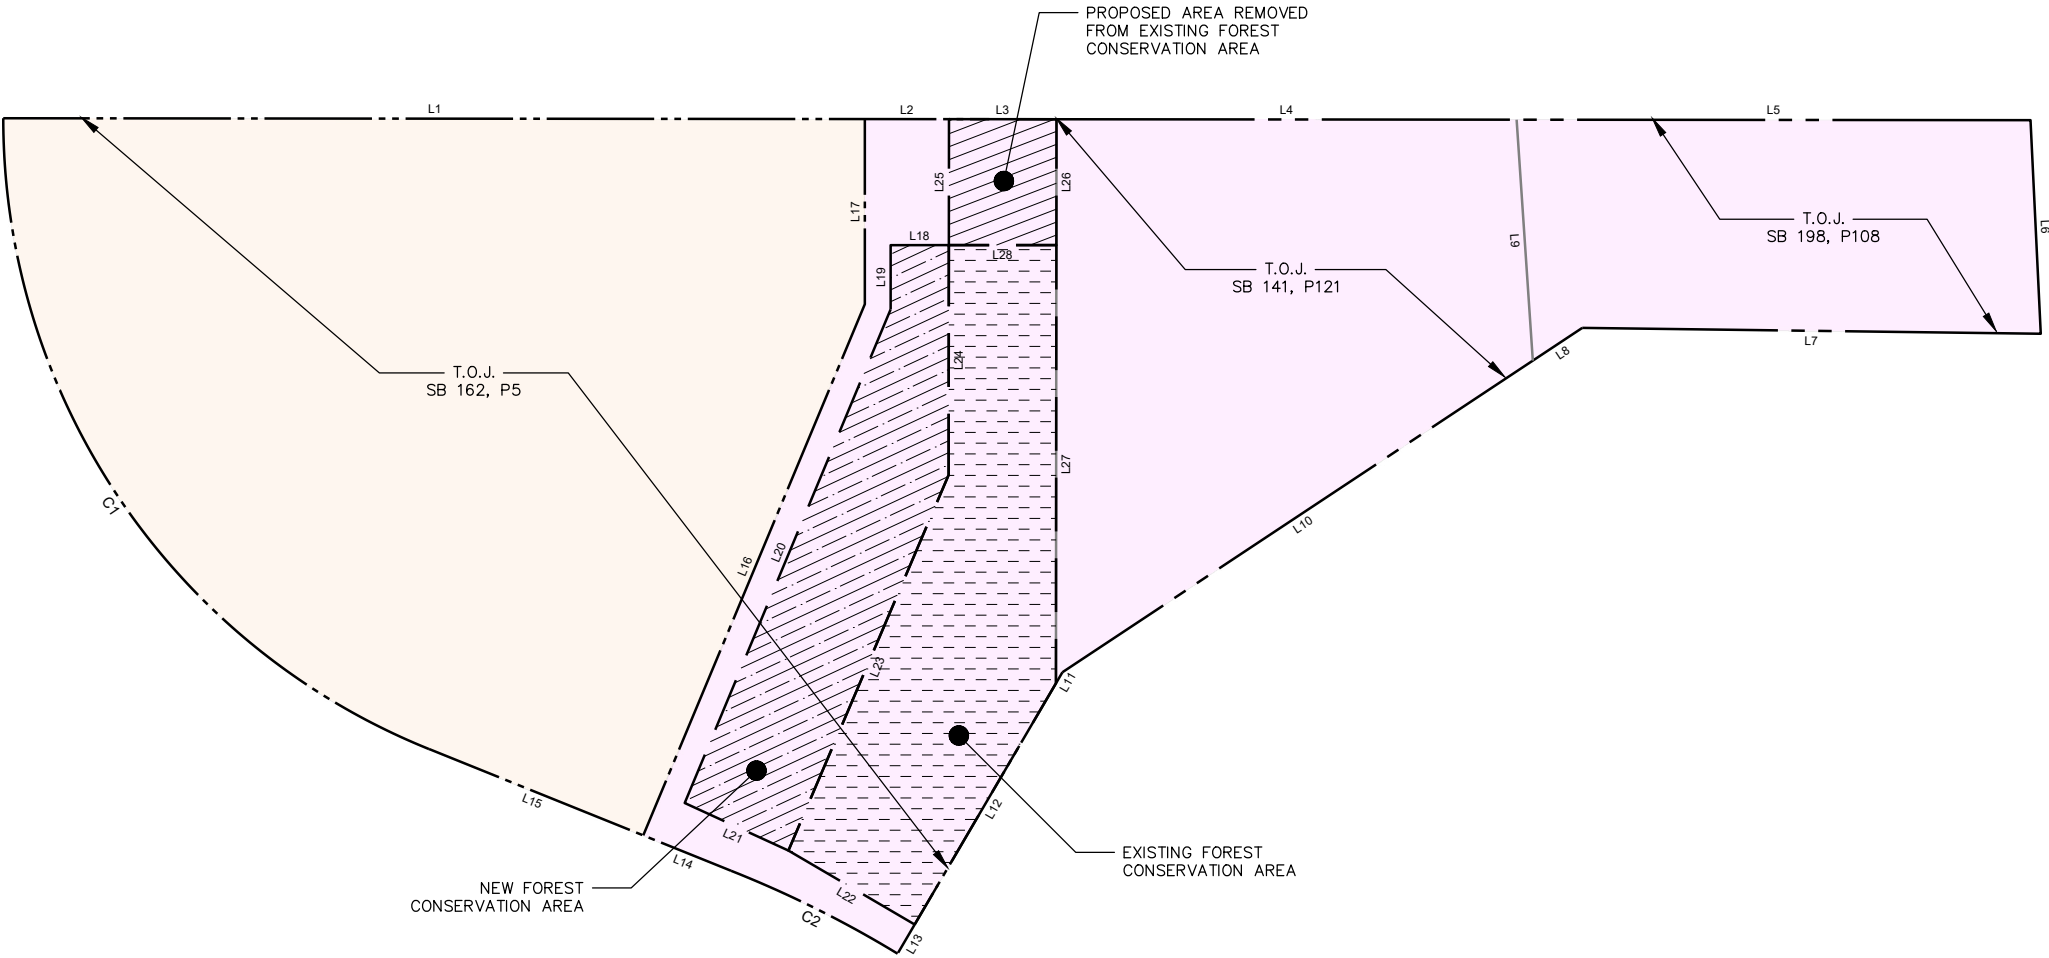 PROPOSED AREA REMOVED
FROM EXISTING FOREST
CONSERVATION AREA
L1
L2
L3
L4
L5
L25
L26
L17
L18
L28
L19
L9
L6
T.O.J.
SB 198, P108
T.O.J.
SB 141, P121
L7
L8
L24
T.O.J.
SB 162, P5
L27
C1
L10
L16
L20
L23
L11
L15
L12
L21
L14
L22
EXISTING FOREST
CONSERVATION AREA
NEW FOREST
CONSERVATION AREA
C2
L13